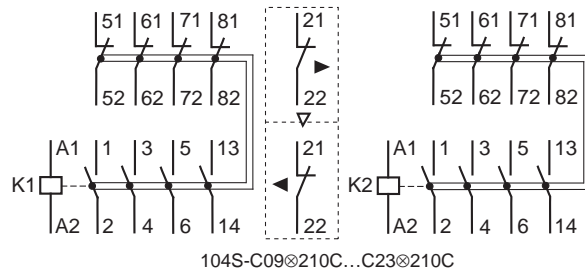 51 61 71 81 21 51 61 71 81
52 62 72 82 22 52 62 72 82
A1 1 3 5 13 21 A1 1 3 5 13
K1 K2
A2 2 4 6 14 22 A2 2 4 6 14
104S-C09⊗210C...C23⊗210C